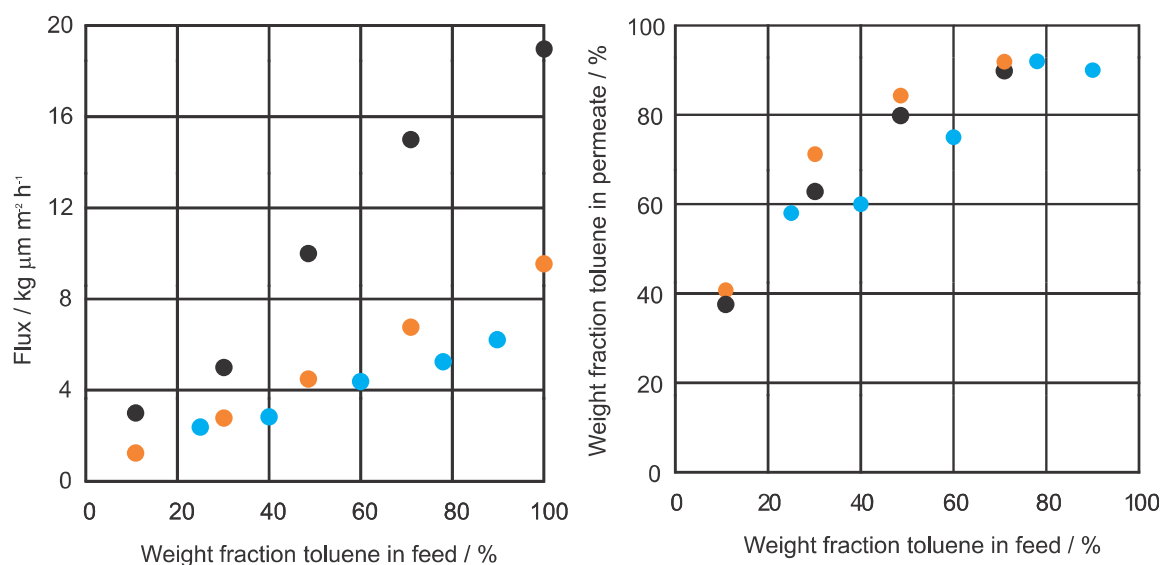 20
16
12
8
4
0
0 20 40 60 80 100
Flux / kg μm m⁻² h⁻¹
Weight fraction toluene in feed / %
100
80
60
40
20
0
0 20 40 60 80 100
Weight fraction toluene in permeate / %
Weight fraction toluene in feed / %